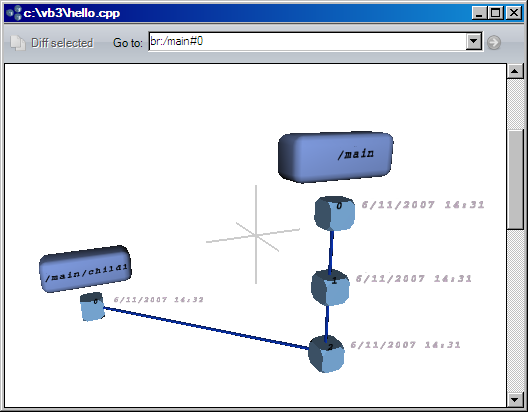 c:\vb3\hello.cpp
Diff selected Go to: br:/main#0
/main
0 6/11/2007 14:31
/main/child1
1 6/11/2007 14:31
0 6/11/2007 14:32
2 6/11/2007 14:31